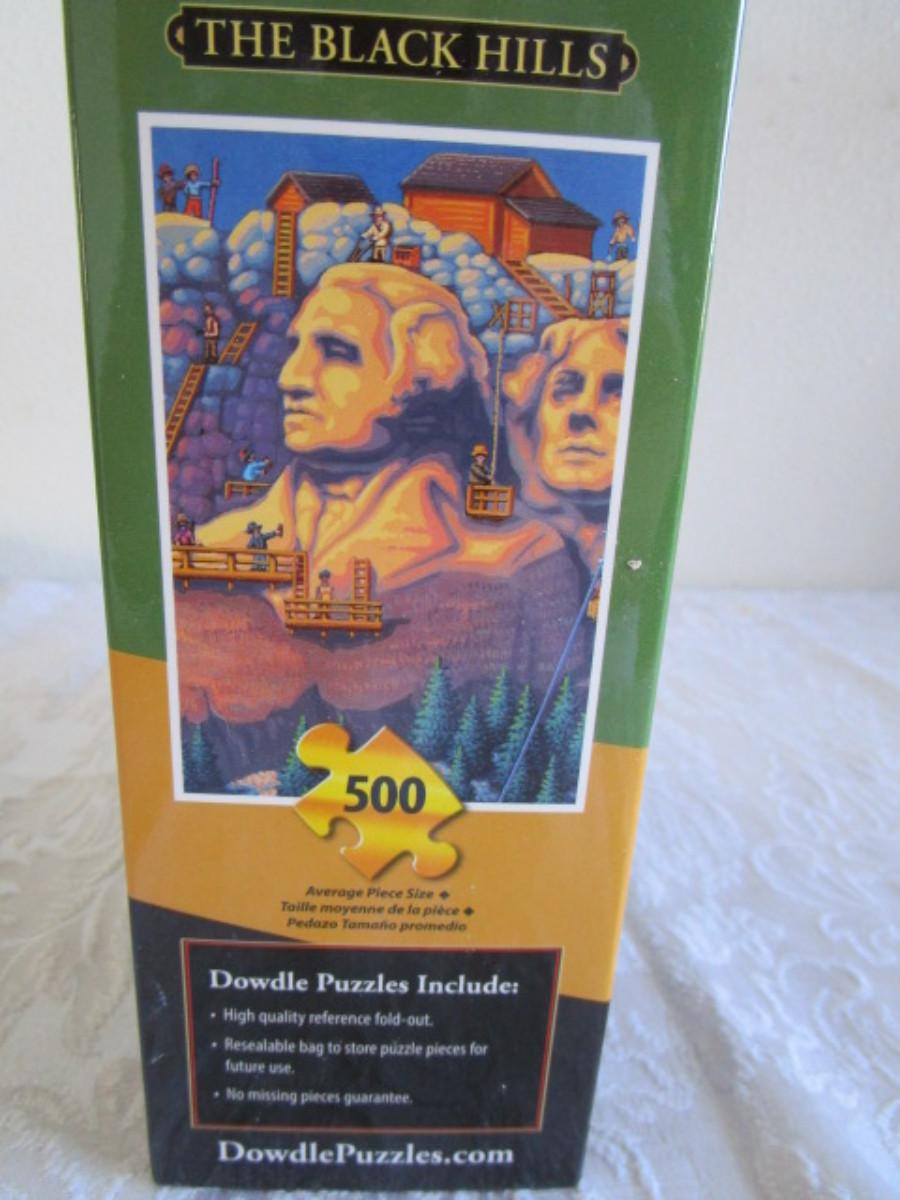 THE BLACK HILLS
500
Average Piece Size ◆
Taille moyenne de la pièce ◆
Pedazo Tamaño promedio
Dowdle Puzzles Include:
• High quality reference fold-out.
• Resealable bag to store puzzle pieces for
future use.
• No missing pieces guarantee.
DowdlePuzzles.com